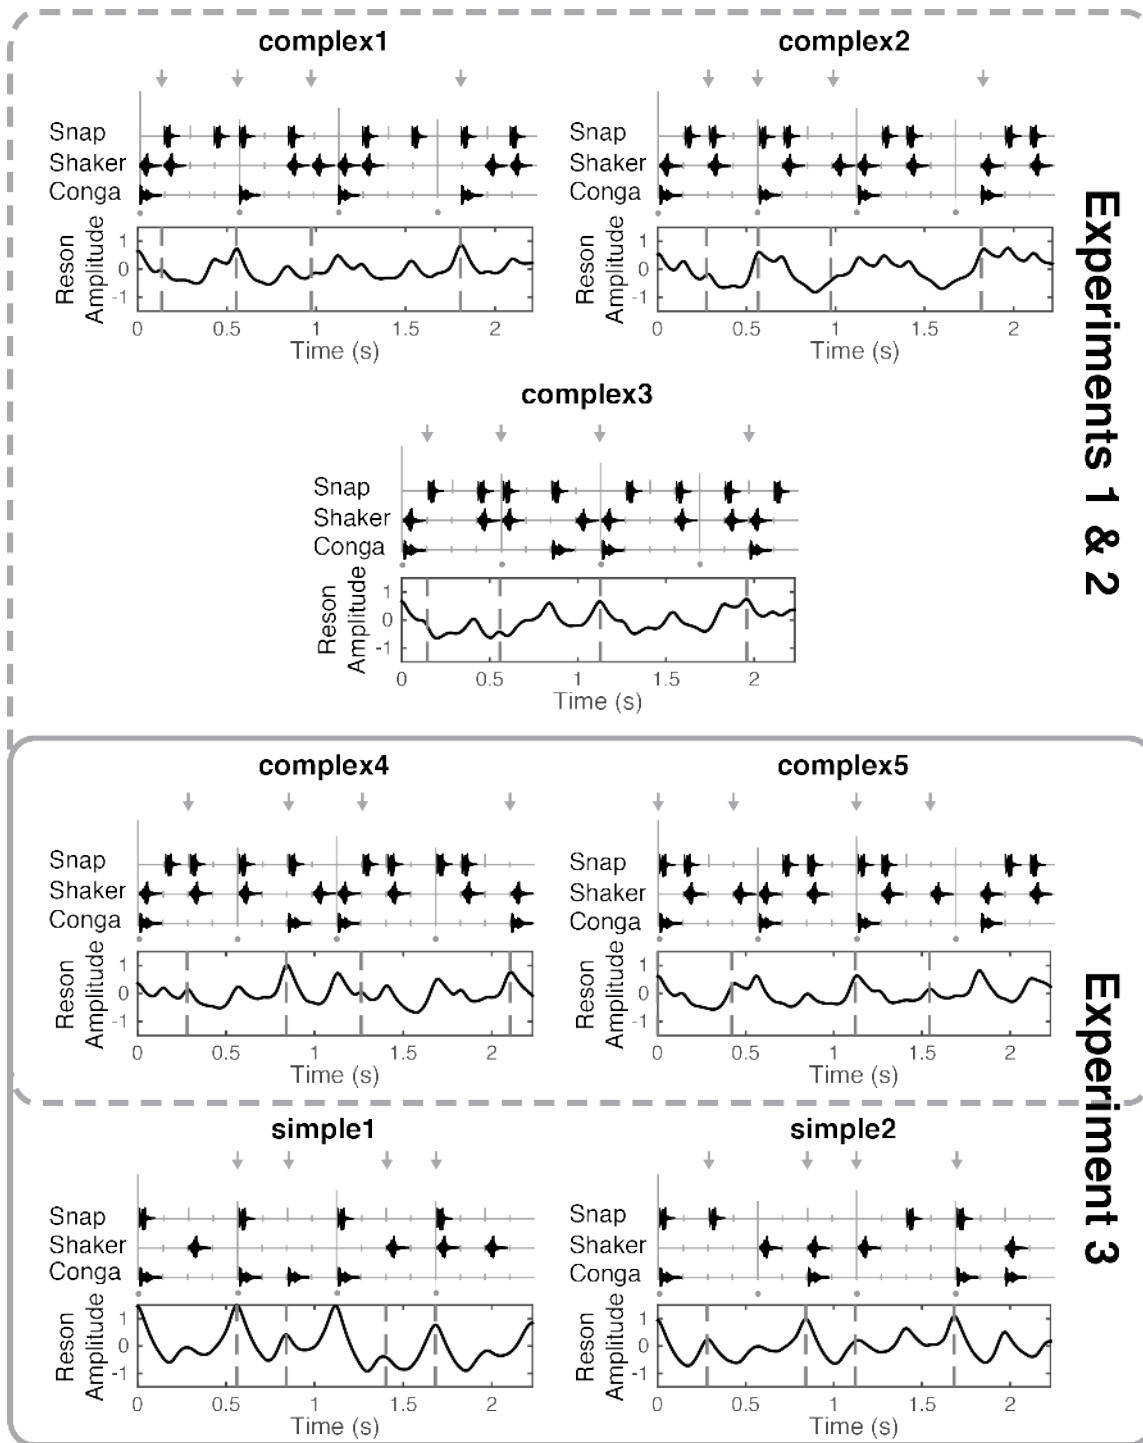 complex1
Snap
Shaker
Conga
Reson
Amplitude
1
0
-1
0 0.5 1 1.5 2
Time (s)
complex2
Snap
Shaker
Conga
Reson
Amplitude
1
0
-1
0 0.5 1 1.5 2
Time (s)
complex3
Snap
Shaker
Conga
Reson
Amplitude
1
0
-1
0 0.5 1 1.5 2
Time (s)
Experiments 1 & 2
complex4
Snap
Shaker
Conga
Reson
Amplitude
1
0
-1
0 0.5 1 1.5 2
Time (s)
complex5
Snap
Shaker
Conga
Reson
Amplitude
1
0
-1
0 0.5 1 1.5 2
Time (s)
simple1
Snap
Shaker
Conga
Reson
Amplitude
1
0
-1
0 0.5 1 1.5 2
Time (s)
simple2
Snap
Shaker
Conga
Reson
Amplitude
1
0
-1
0 0.5 1 1.5 2
Time (s)
Experiment 3